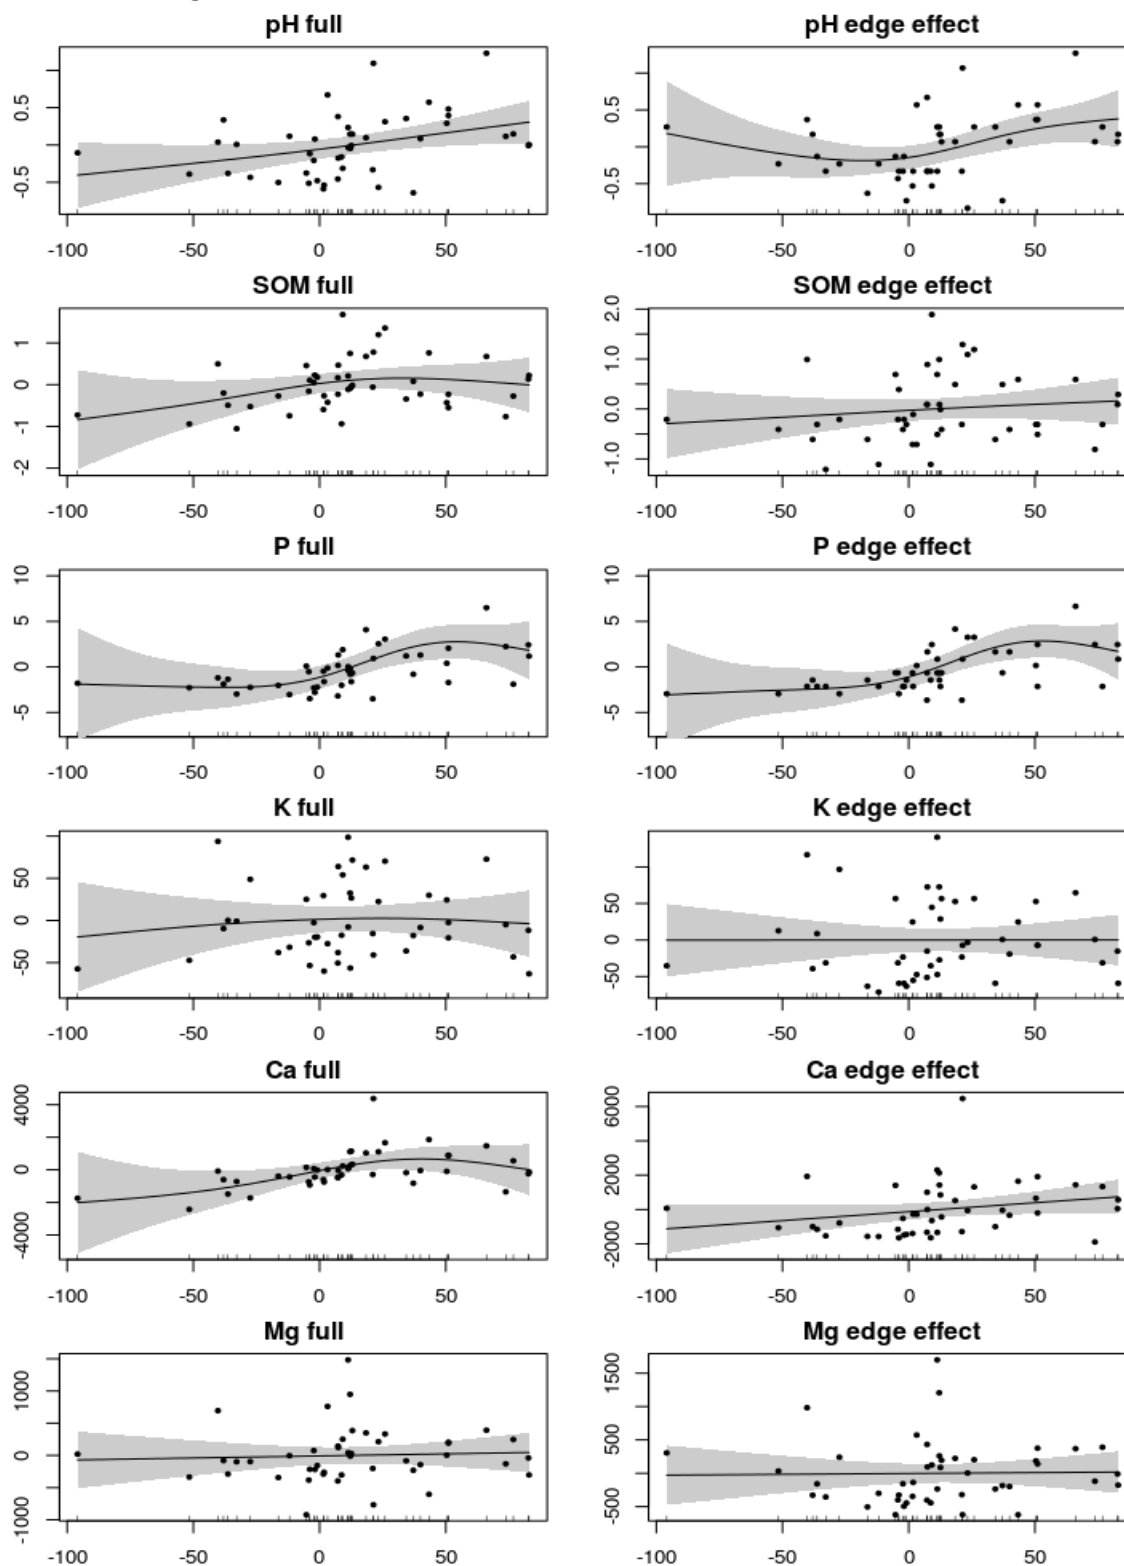 pH full
pH edge effect
0.5
-0.5
0.5
-0.5
-100 -50 0 50
-100 -50 0 50
SOM full
SOM edge effect
1
0
-1
-2
2.0
1.0
0.0
-1.0
-100 -50 0 50
-100 -50 0 50
P full
P edge effect
10
5
0
-5
10
5
0
-5
-100 -50 0 50
-100 -50 0 50
K full
K edge effect
50
0
-50
50
0
-50
-100 -50 0 50
-100 -50 0 50
Ca full
Ca edge effect
4000
0
-4000
6000
2000
-2000
-100 -50 0 50
-100 -50 0 50
Mg full
Mg edge effect
1000
0
-1000
1500
500
-500
-100 -50 0 50
-100 -50 0 50